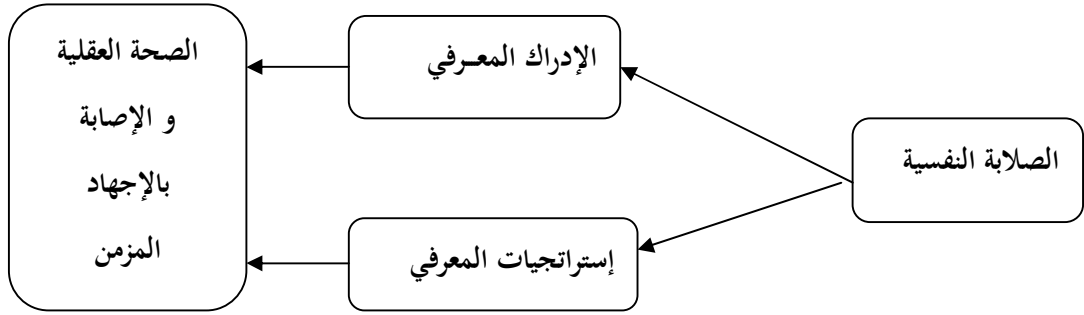 الصلابة النفسية
الإدراك المعـرفي
إستراتجيات المعرفي
الصحة العقلية
و الإصابة
بالإجهاد
المزمن